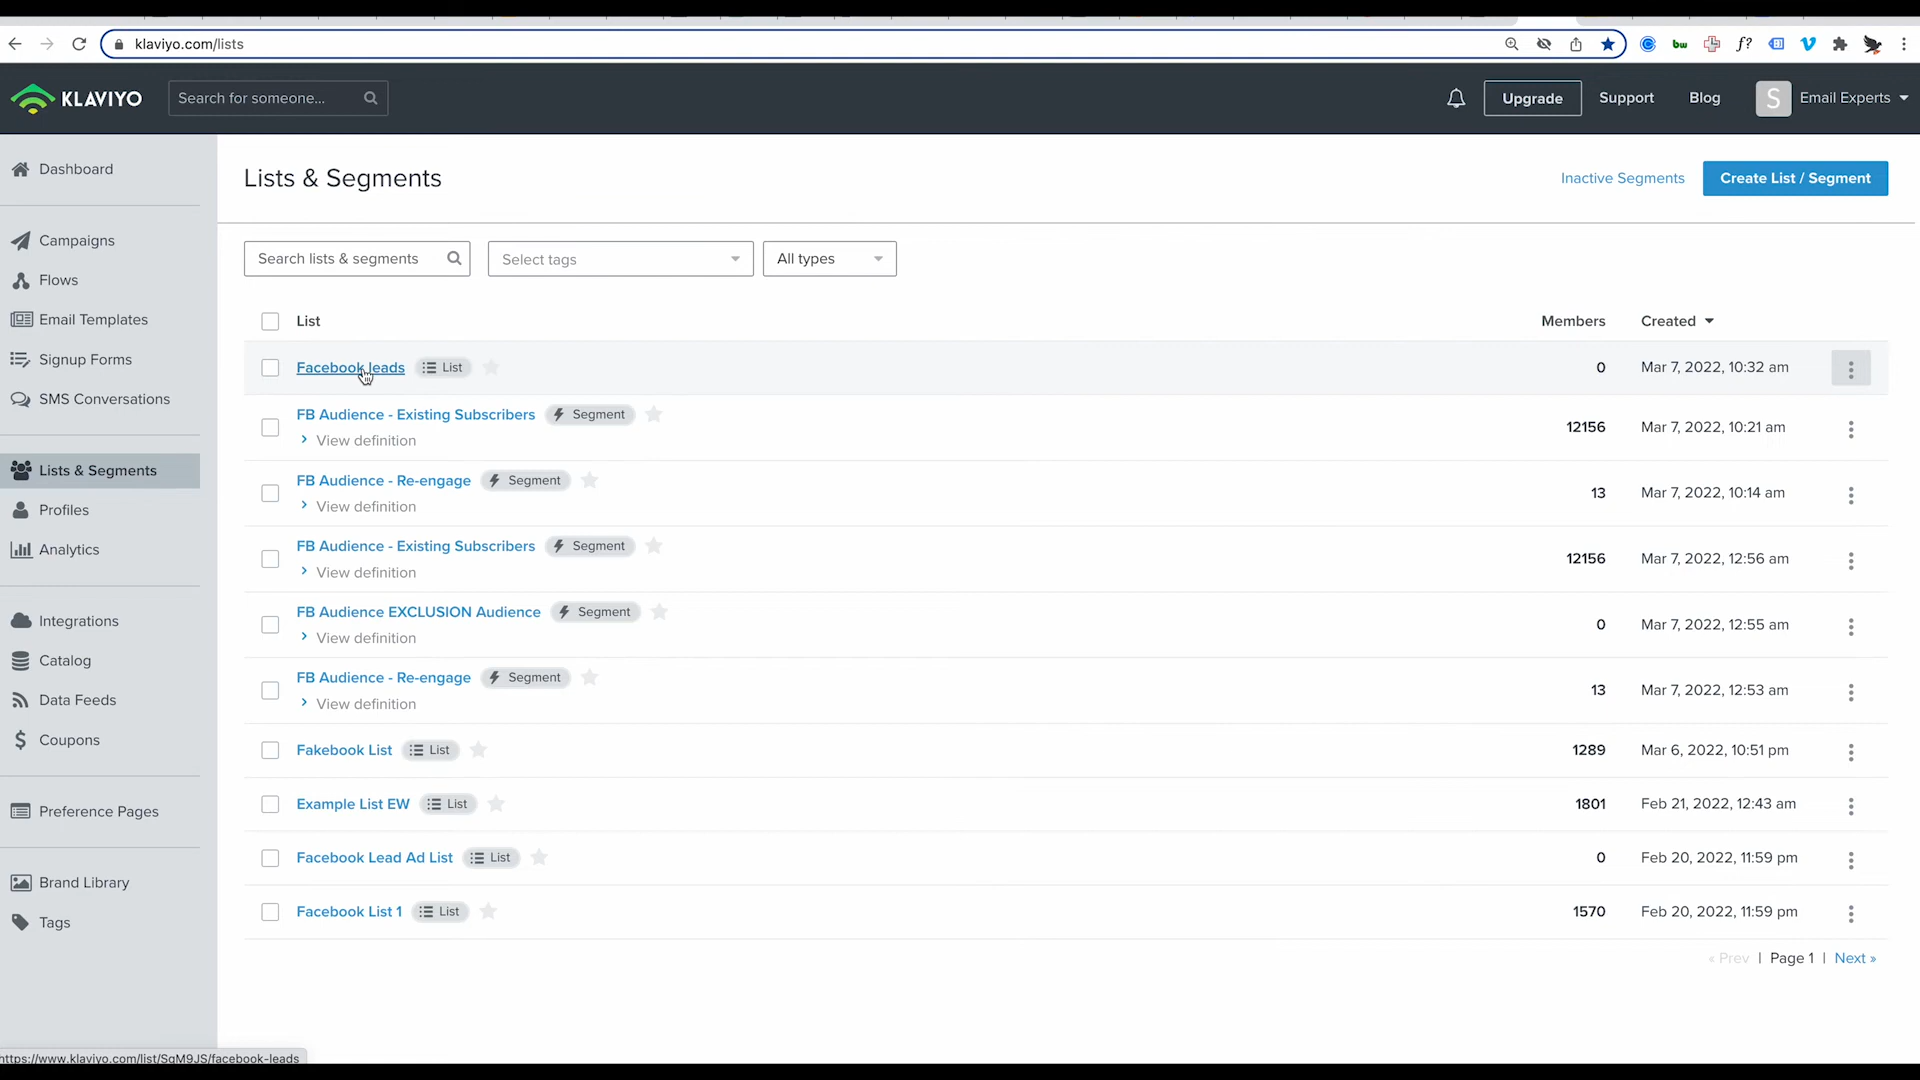 klaviyo.com/lists
bw
f?
KLAVIYO
Search for someone...
Upgrade
Support
Blog
S
Email Experts
Dashboard
Campaigns
Flows
Email Templates
Signup Forms
SMS Conversations
Lists & Segments
Profiles
Analytics
Integrations
Catalog
Data Feeds
Coupons
Preference Pages
Brand Library
Tags
Lists & Segments
Inactive Segments
Create List / Segment
Search lists & segments
Select tags
All types
List Members Created
Facebook leads List 0 Mar 7, 2022, 10:32 am
FB Audience - Existing Subscribers Segment 12156 Mar 7, 2022, 10:21 am
View definition
FB Audience - Re-engage Segment 13 Mar 7, 2022, 10:14 am
View definition
FB Audience - Existing Subscribers Segment 12156 Mar 7, 2022, 12:56 am
View definition
FB Audience EXCLUSION Audience Segment 0 Mar 7, 2022, 12:55 am
View definition
FB Audience - Re-engage Segment 13 Mar 7, 2022, 12:53 am
View definition
Fakebook List List 1289 Mar 6, 2022, 10:51 pm
Example List EW List 1801 Feb 21, 2022, 12:43 am
Facebook Lead Ad List List 0 Feb 20, 2022, 11:59 pm
Facebook List 1 List 1570 Feb 20, 2022, 11:59 pm
« Prev | Page 1 | Next »
https://www.klaviyo.com/list/SqM9JS/facebook-leads